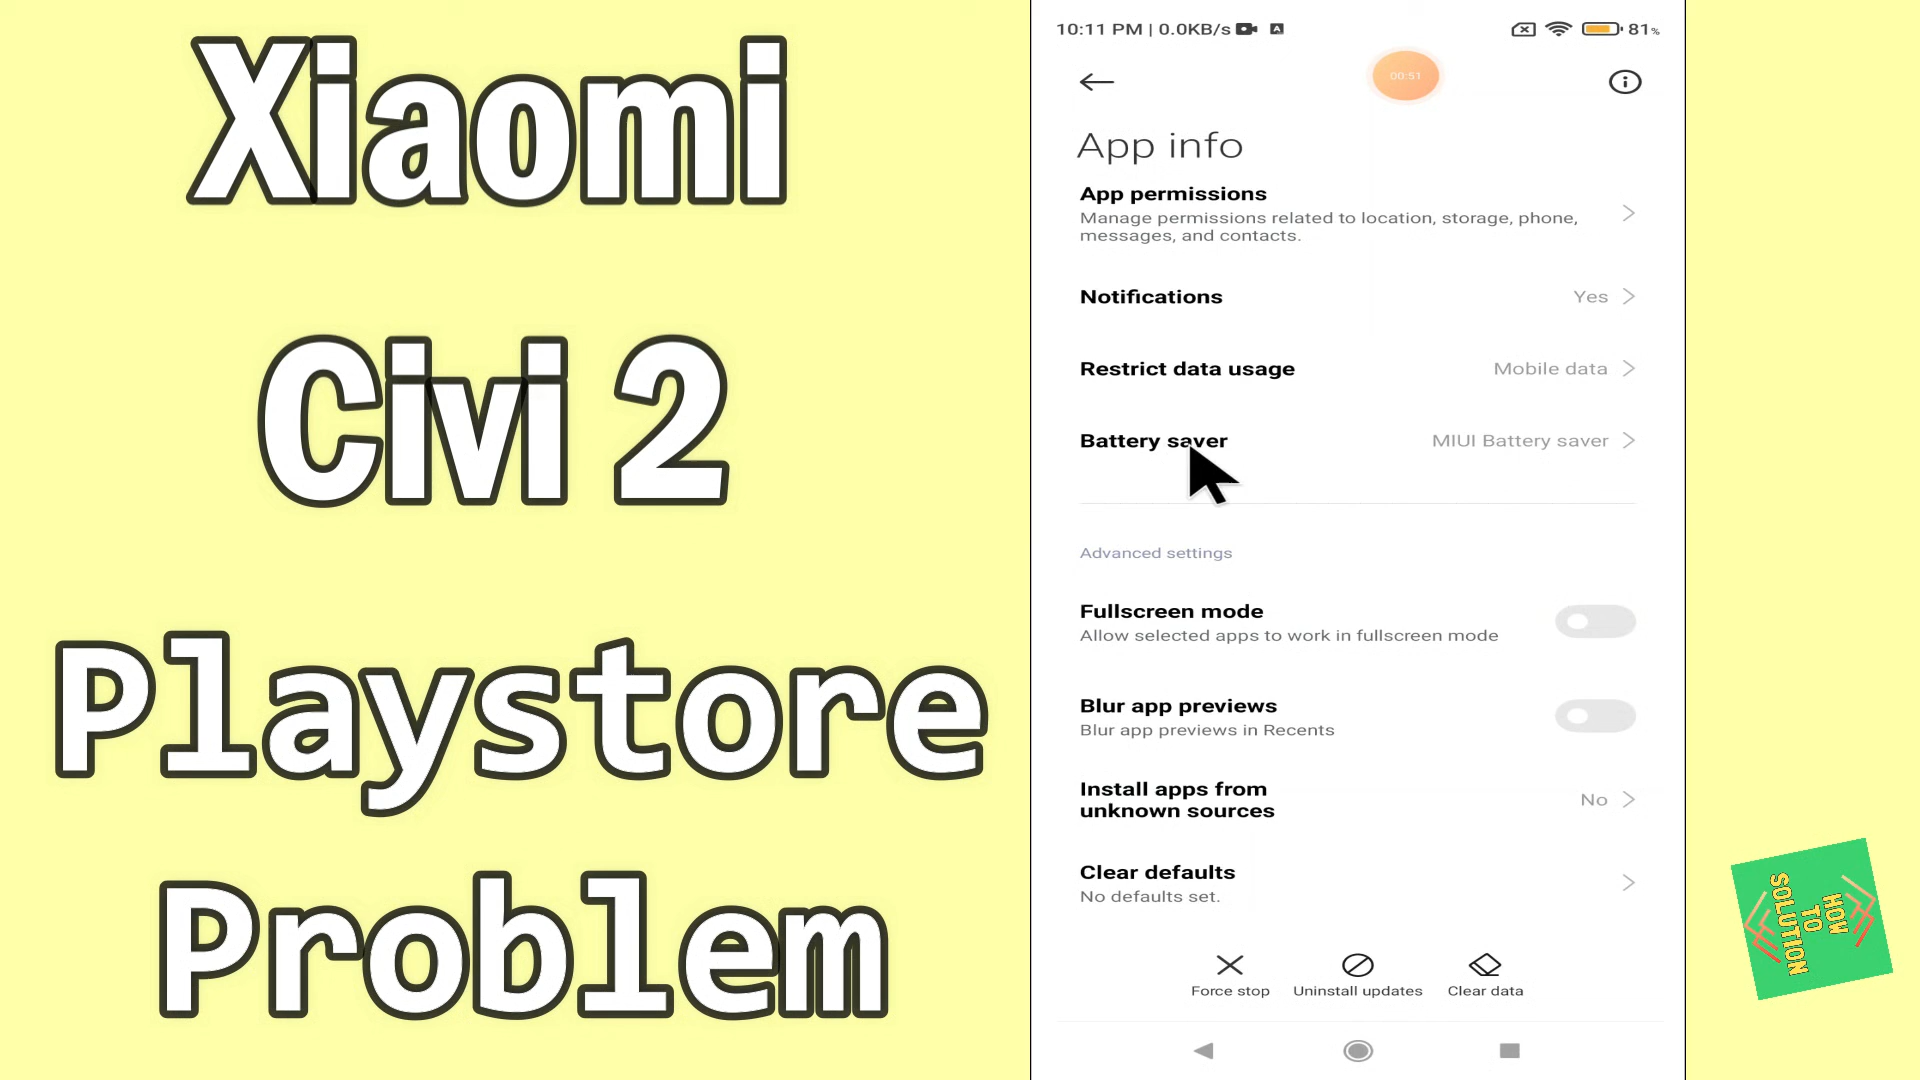 Xiaomi
Civi 2
Playstore
Problem
10:11 PM | 0.0KB/s
A
81%
00:51
App info
App permissions
Manage permissions related to location, storage, phone,
messages, and contacts.
Notifications
Yes
Restrict data usage
Mobile data
Battery saver
MIUI Battery saver
Advanced settings
Fullscreen mode
Allow selected apps to work in fullscreen mode
Blur app previews
Blur app previews in Recents
Install apps from
unknown sources
No
Clear defaults
No defaults set.
Force stop
Uninstall updates
Clear data
HOW
TO
SOLUTION